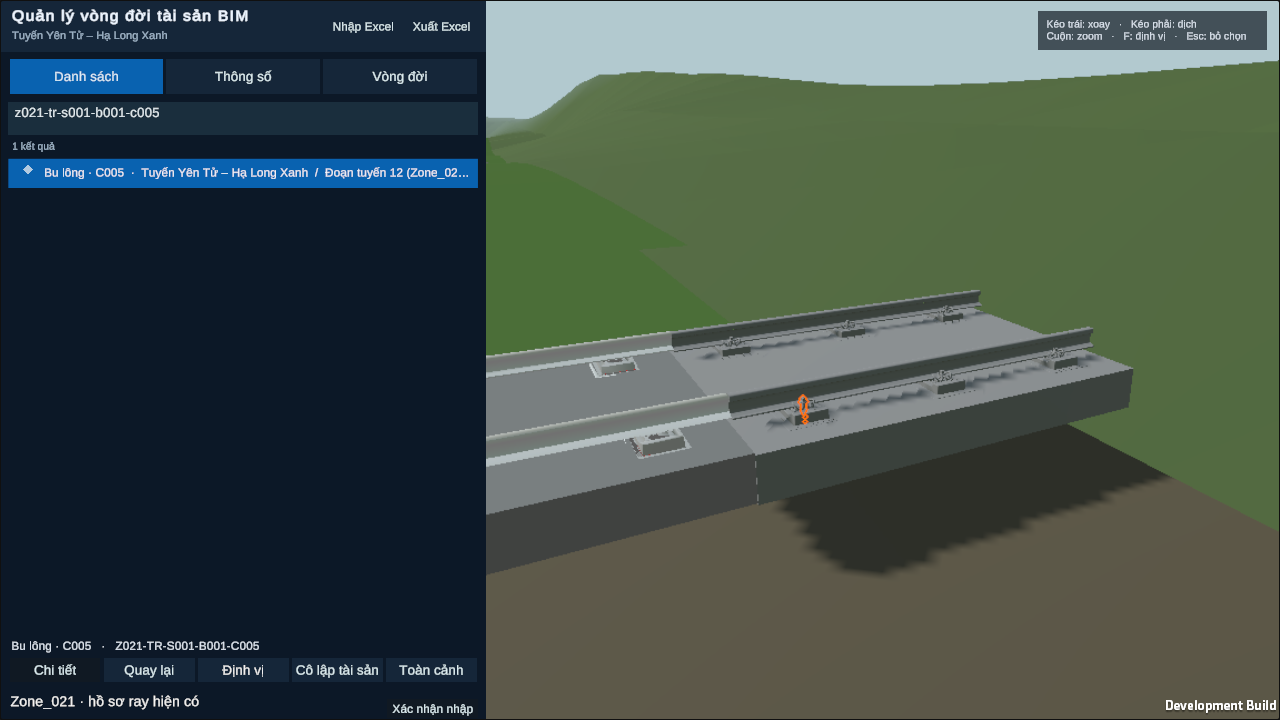 Quản lý vòng đời tài sản BIM
Tuyến Yên Tử – Hạ Long Xanh
Nhập Excel
Xuất Excel
Danh sách
Thông số
Vòng đời
z021-tr-s001-b001-c005
1 kết quả
Bu lông · C005 · Tuyến Yên Tử – Hạ Long Xanh / Đoạn tuyến 12 (Zone_02...
Bu lông · C005 · Z021-TR-S001-B001-C005
Chi tiết
Quay lại
Định vị
Cô lập tài sản
Toàn cảnh
Zone_021 · hồ sơ ray hiện có
Xác nhận nhập
Kéo trái: xoay · Kéo phải: dịch
Cuộn: zoom · F: định vị · Esc: bỏ chọn
Development Build